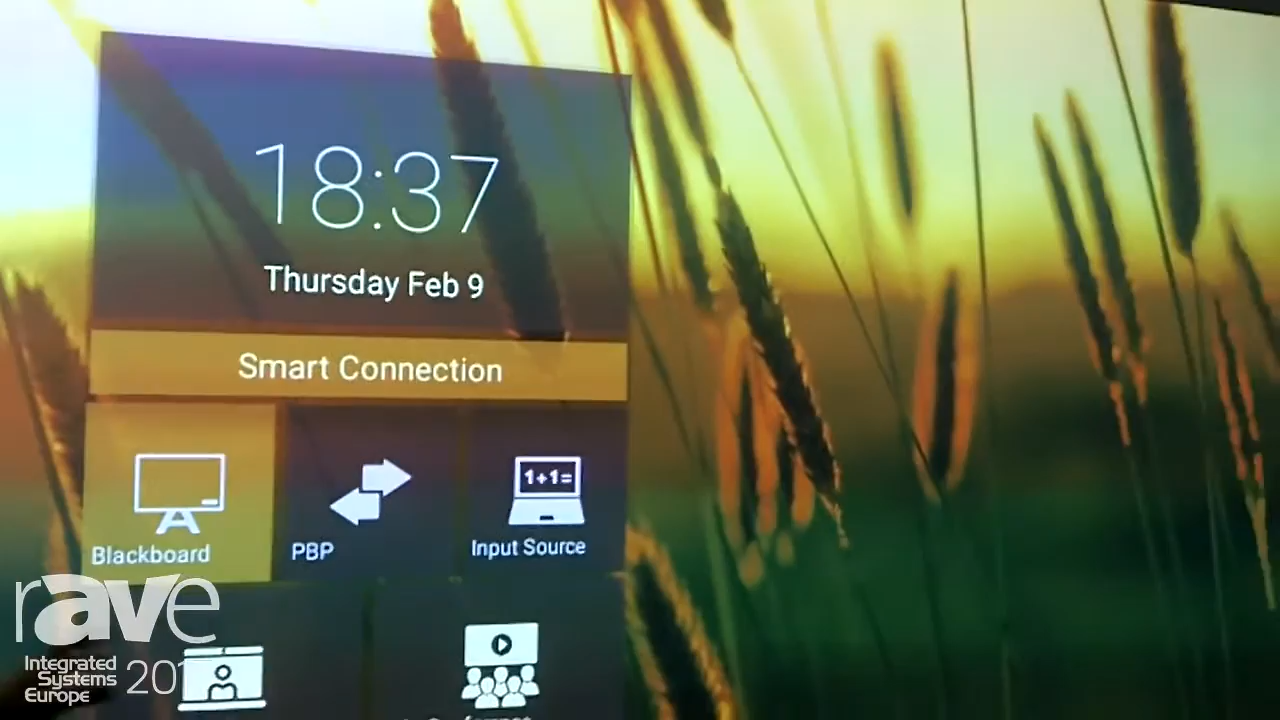 18:37
Thursday Feb 9
Smart Connection
Blackboard
PBP
1+1=
Input Source
rAVe
Integrated
Systems
Europe
201